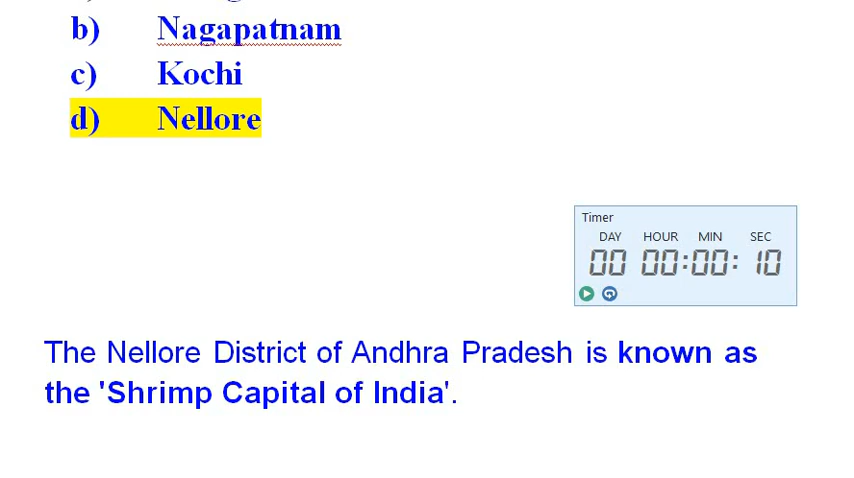 b) Nagapatnam
c) Kochi
d) Nellore
Timer
DAY HOUR MIN SEC
00 00:00: 10
The Nellore District of Andhra Pradesh is known as
the 'Shrimp Capital of India'.